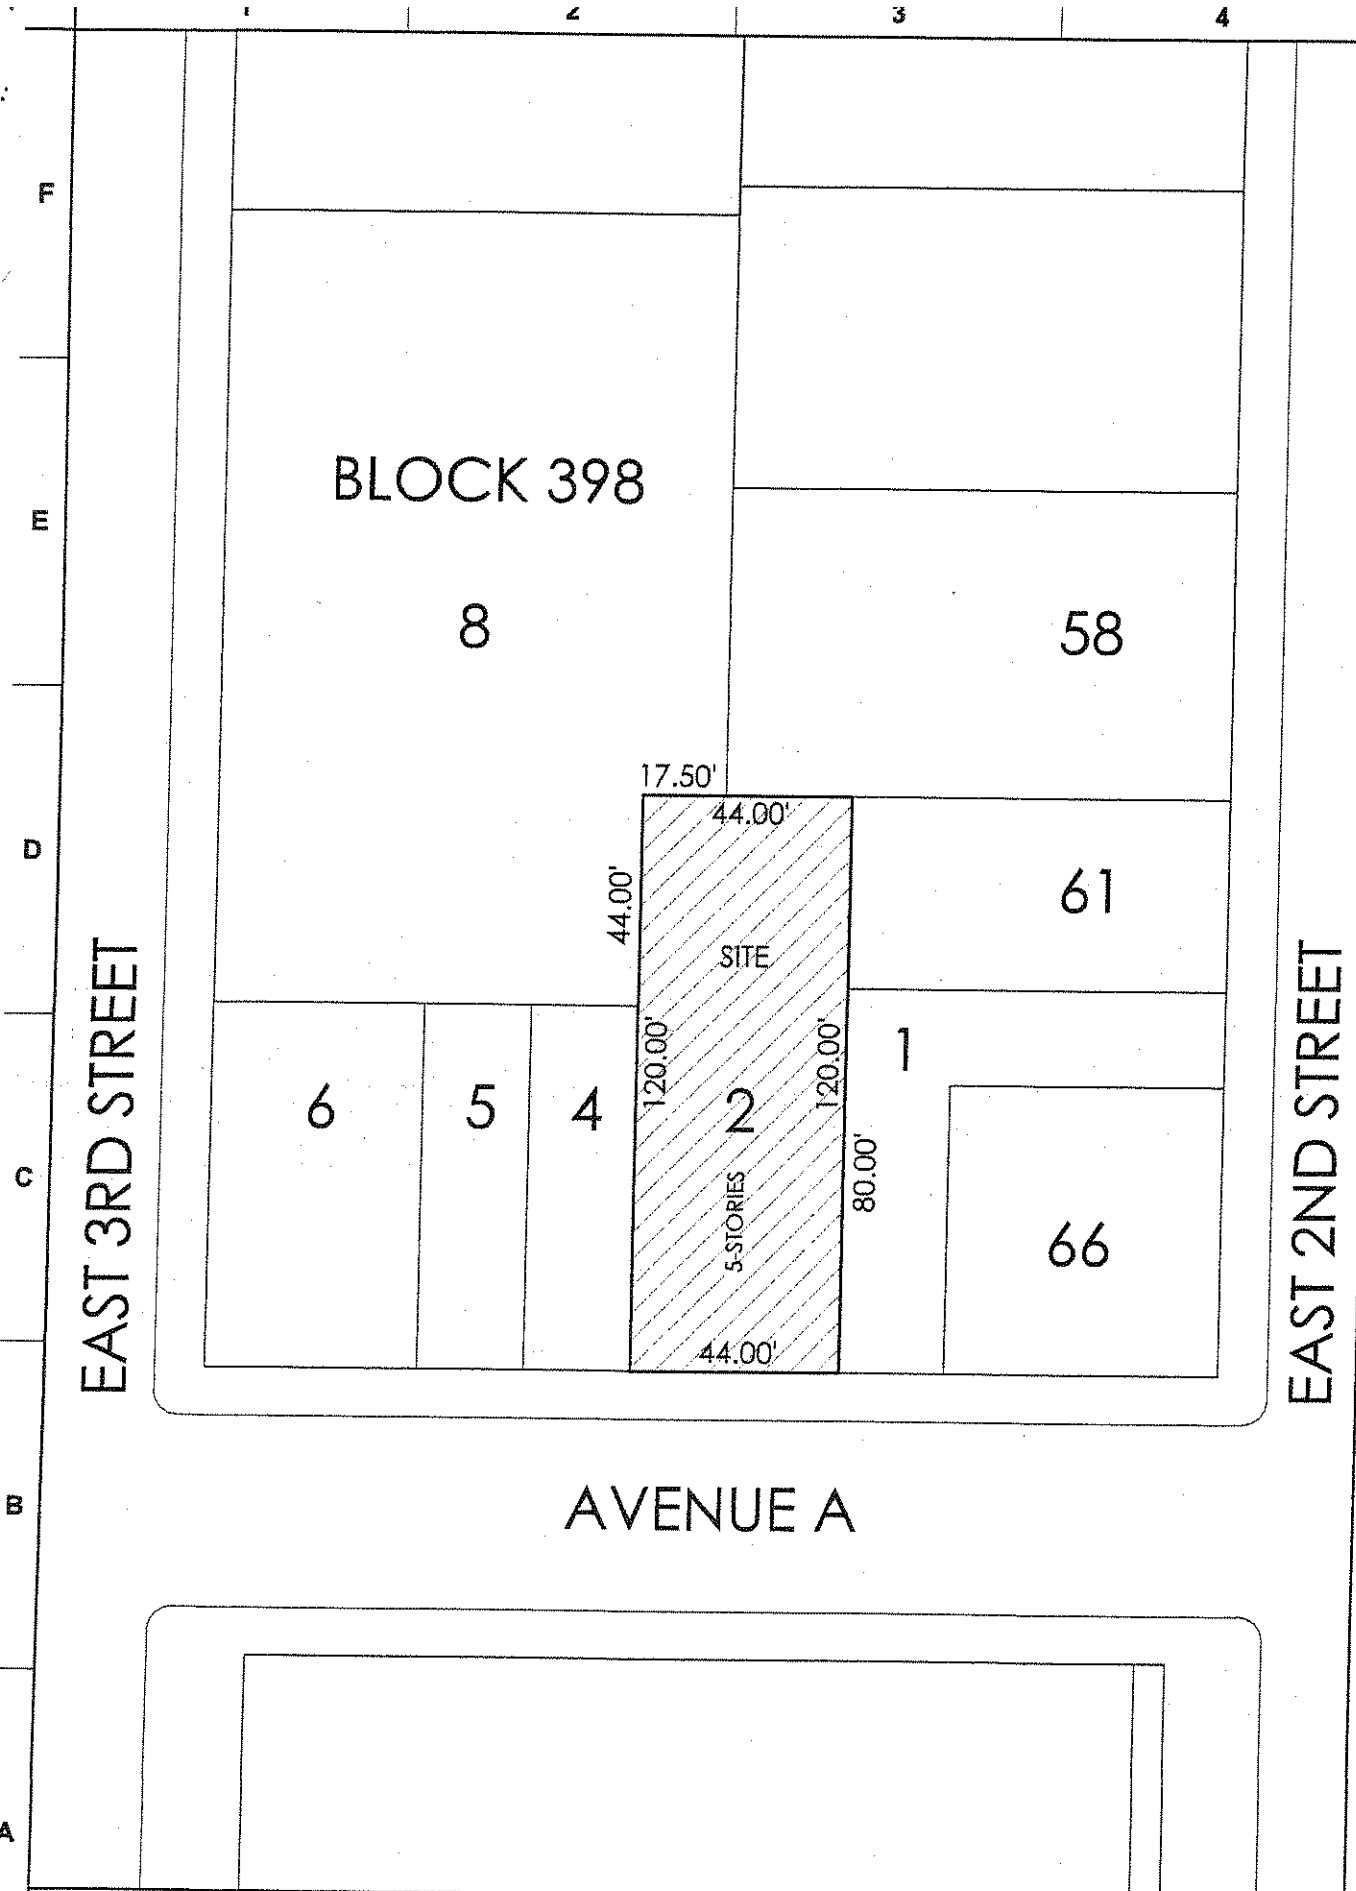 1 2 3 4
F
E
D
C
B
A
BLOCK 398
8
58
17.50'
44.00'
44.00'
61
SITE
120.00'
120.00'
1
6
5
4
2
80.00'
5-STORIES
66
44.00'
EAST 3RD STREET
EAST 2ND STREET
AVENUE A